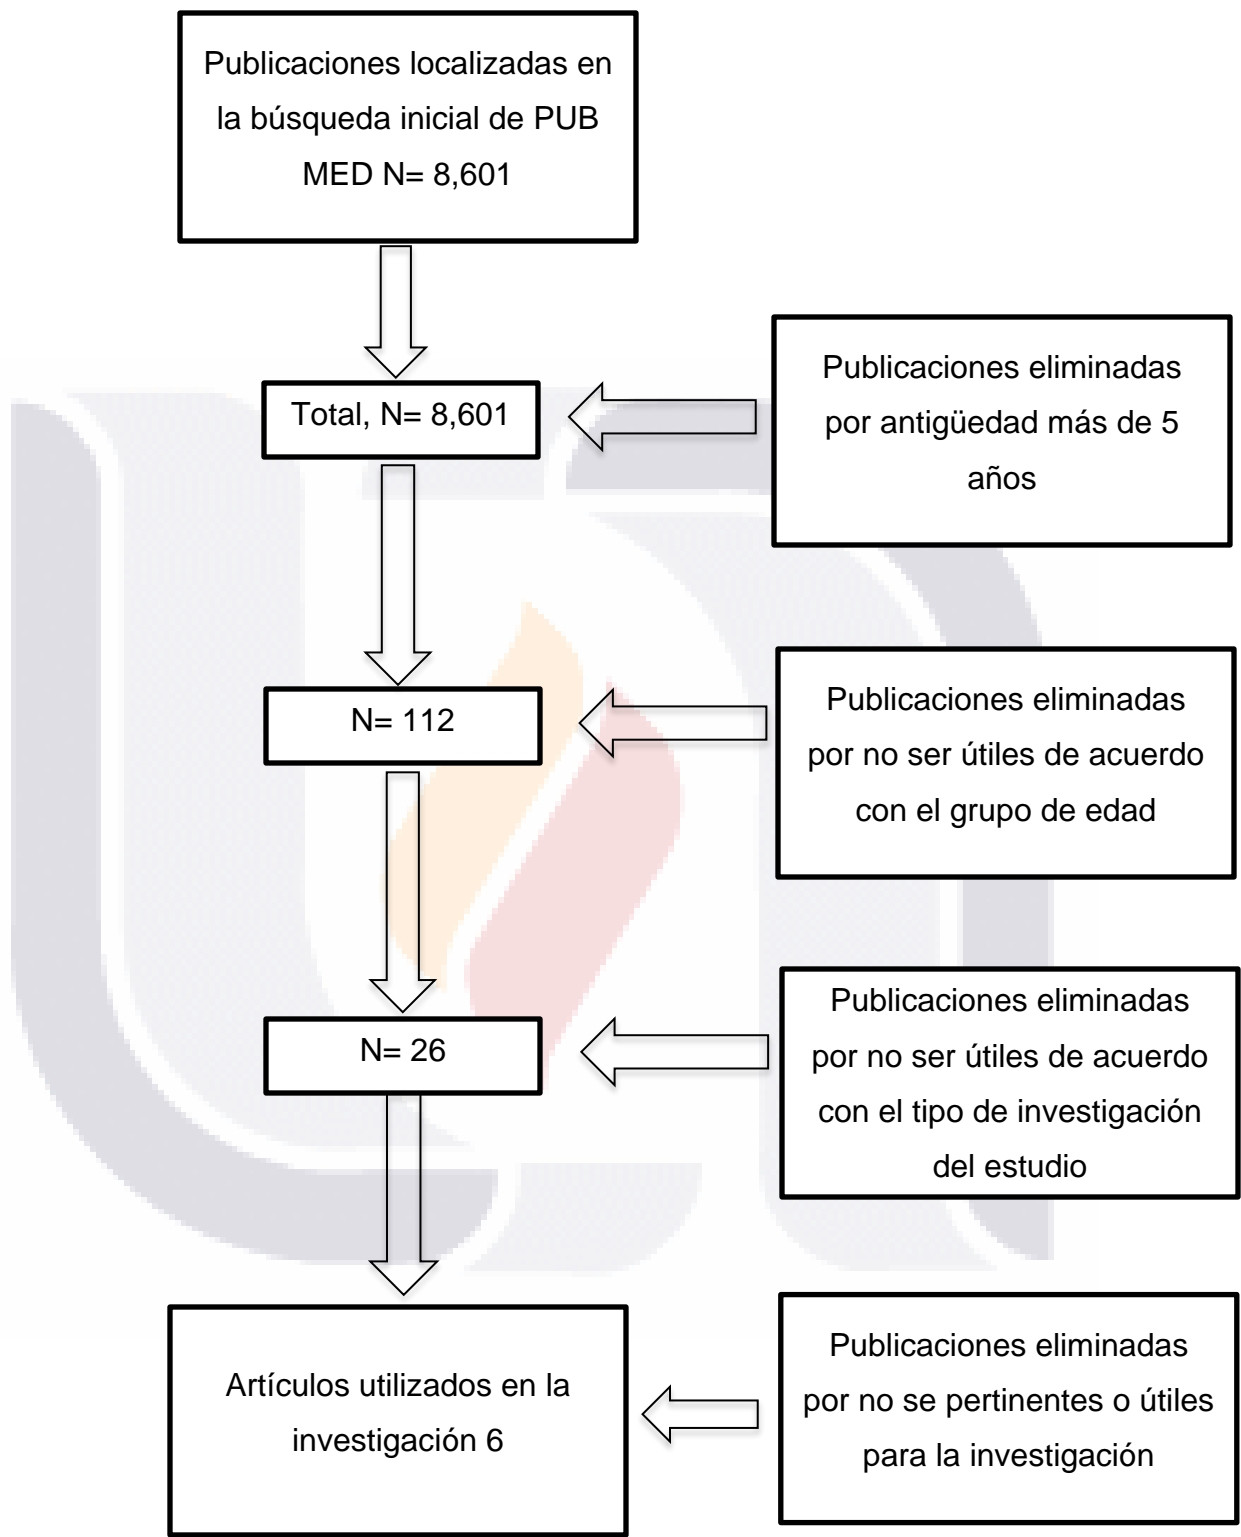 Publicaciones localizadas en
la búsqueda inicial de PUB
MED N= 8,601
Total, N= 8,601
Publicaciones eliminadas
por antigüedad más de 5
años
N= 112
Publicaciones eliminadas
por no ser útiles de acuerdo
con el grupo de edad
N= 26
Publicaciones eliminadas
por no ser útiles de acuerdo
con el tipo de investigación
del estudio
Artículos utilizados en la
investigación 6
Publicaciones eliminadas
por no se pertinentes o útiles
para la investigación